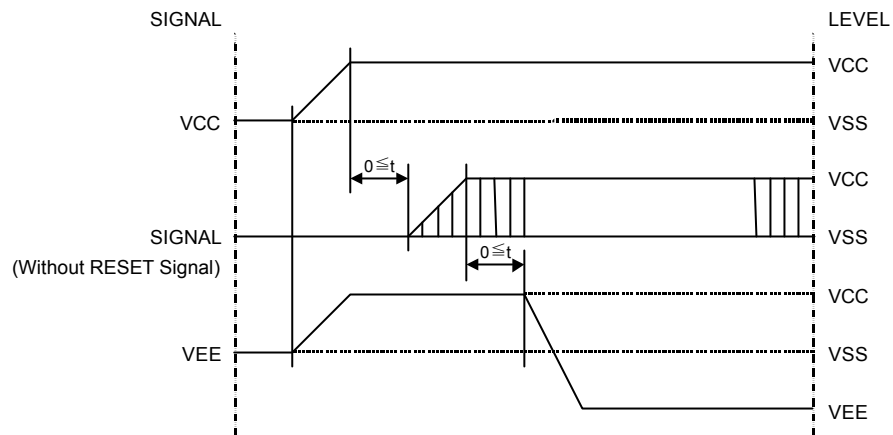 SIGNAL LEVEL
VCC
VCC VSS
0≦t
VCC
SIGNAL VSS
(Without RESET Signal)
0≦t
VCC
VEE VSS
VEE